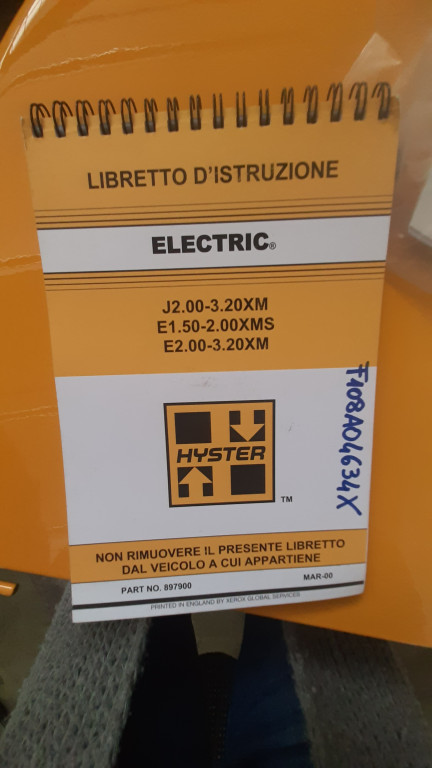 LIBRETTO D'ISTRUZIONE
ELECTRIC®
J2.00-3.20XM
E1.50-2.00XMS
E2.00-3.20XM
HYSTER
TM
F108A04634X
NON RIMUOVERE IL PRESENTE LIBRETTO
DAL VEICOLO A CUI APPARTIENE
PART NO. 897900 MAR-00
PRINTED IN ENGLAND BY XEROX GLOBAL SERVICES